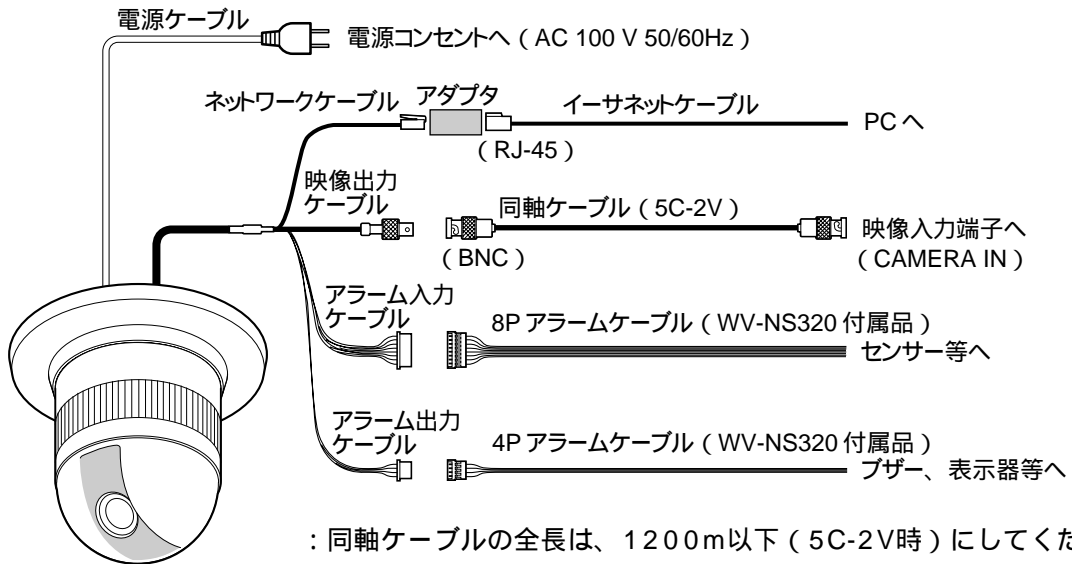 電源ケーブル
電源コンセントへ（AC 100 V 50/60Hz）
ネットワークケーブル
アダプタ
イーサネットケーブル
PCへ
（RJ-45）
映像出力
ケーブル
同軸ケーブル（5C-2V）
映像入力端子へ
（BNC）
（CAMERA IN）
アラーム入力
ケーブル
8P アラームケーブル（WV-NS320 付属品）
センサー等へ
アラーム出力
ケーブル
4P アラームケーブル（WV-NS320 付属品）
ブザー、表示器等へ
：同軸ケーブルの全長は、1200m以下（5C-2V時）にしてくだ